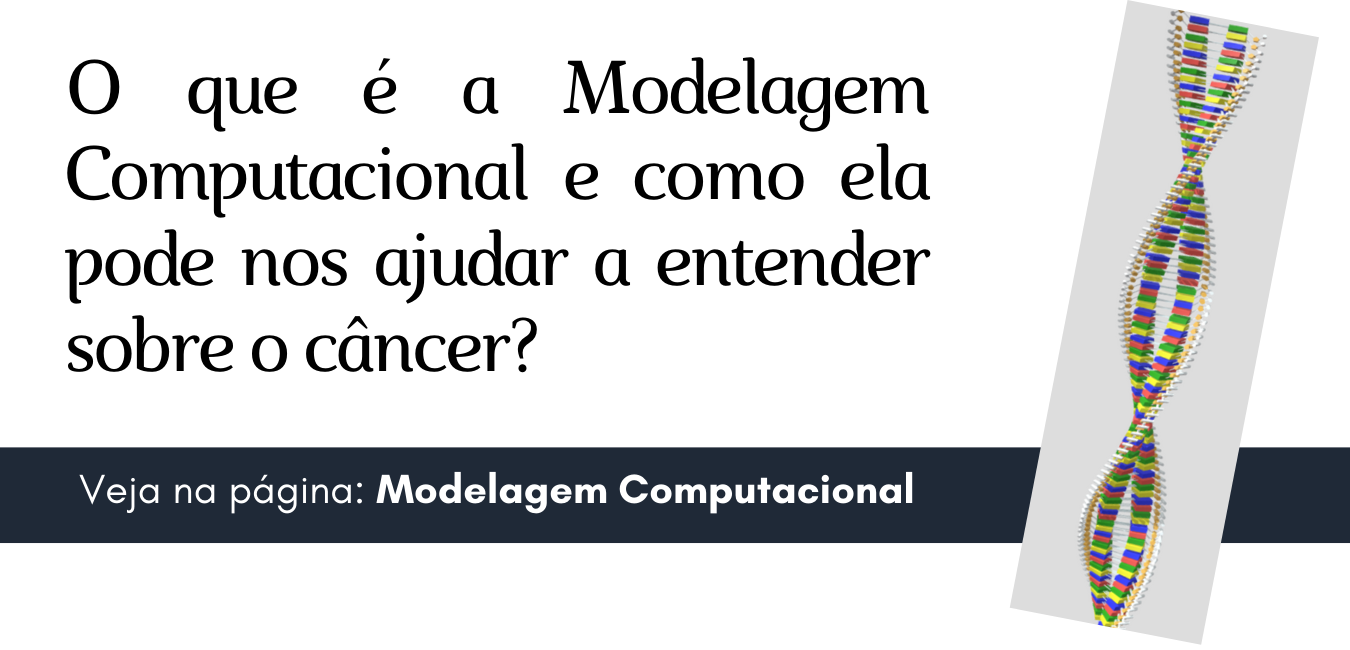 O que é a Modelagem
Computacional e como ela
pode nos ajudar a entender
sobre o câncer?
Veja na página: Modelagem Computacional